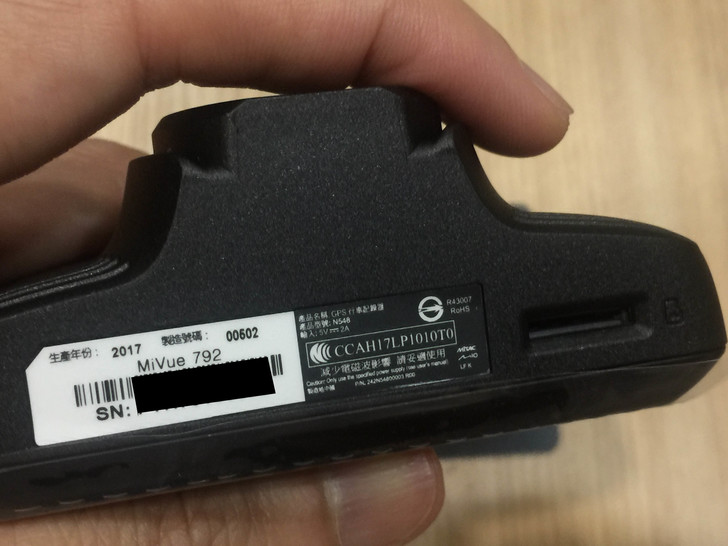 生產年份： 2017 製造號碼： 00602
MiVue 792
SN:
產品名稱: GPS 行車記錄器
產品型號: N548
輸入: 5V 2A
R43007
RoHS
CCAH17LP1010T0
減少電磁波影響 請妥適使用
Caution: Only use the specified power supply (see user's manual)
P/N, 242N54800001 R00
MiTAC